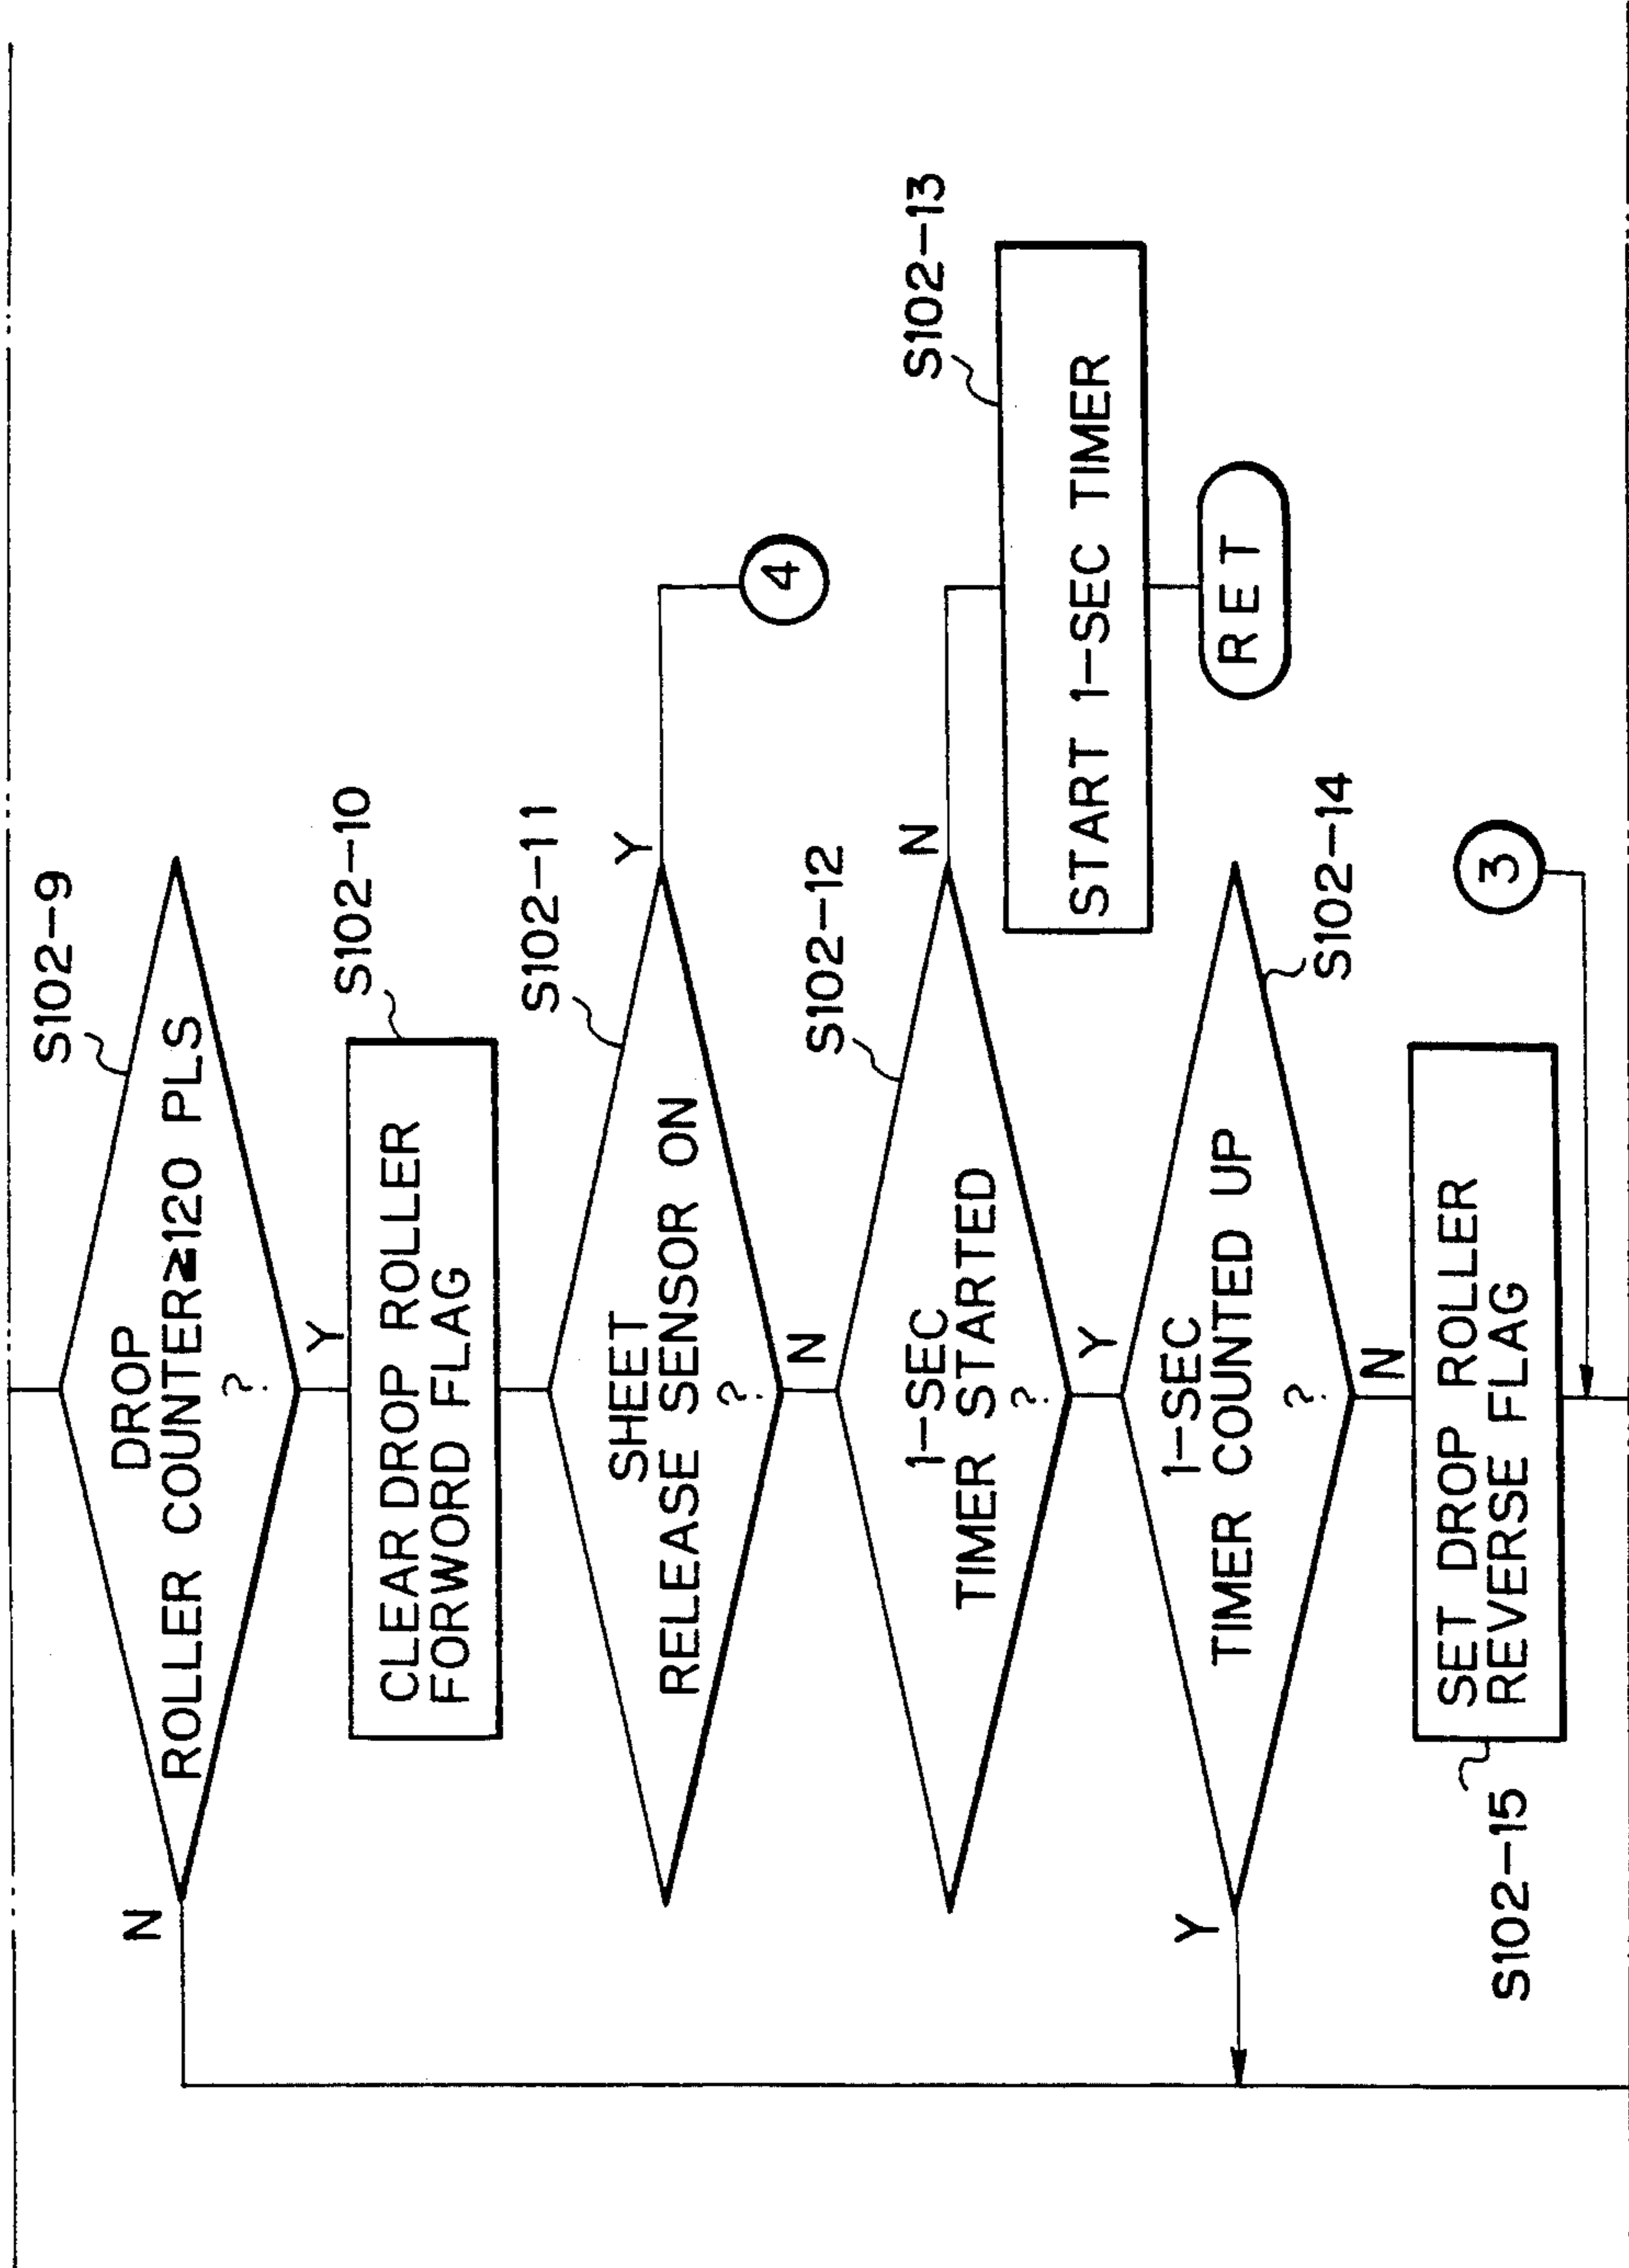 S102-9
DROP
ROLLER COUNTER≧120 PLS
?
N
Y
S102-10
CLEAR DROP ROLLER
FORWORD FLAG
S102-11
SHEET
RELEASE SENSOR ON
?
Y
4
N
S102-12
1-SEC
TIMER STARTED
?
N
S102-13
START 1-SEC TIMER
RET
Y
1-SEC
TIMER COUNTED UP
?
S102-14
Y
N
SET DROP ROLLER
REVERSE FLAG
S102-15
3